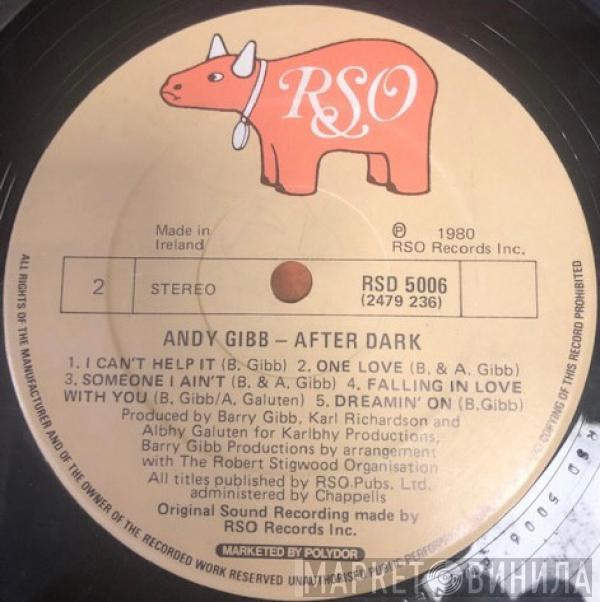 RSO
Made in
Ireland
℗ 1980
RSO Records Inc.
2
STEREO
RSD 5006
(2479 236)
ANDY GIBB – AFTER DARK
1. I CAN'T HELP IT (B. Gibb) 2. ONE LOVE (B. & A. Gibb)
3. SOMEONE I AIN'T (B. & A. Gibb) 4. FALLING IN LOVE
WITH YOU (B. Gibb/A. Galuten) 5. DREAMIN' ON (B.Gibb)
Produced by Barry Gibb, Karl Richardson and
Albhy Galuten for Karlbhy Productions,
Barry Gibb Productions by arrangement
with The Robert Stigwood Organisation
All titles published by RSO Pubs. Ltd.
administered by Chappells
Original Sound Recording made by
RSO Records Inc.
MARKETED BY POLYDOR
ALL RIGHTS OF THE MANUFACTURER AND OF THE OWNER OF THE RECORDED WORK RESERVED UNAUTHORISED PUBLIC PERFORM COPYING OF THIS RECORD PROHIBITED
RSD 5006
МАРКЕТ ВИНИЛА